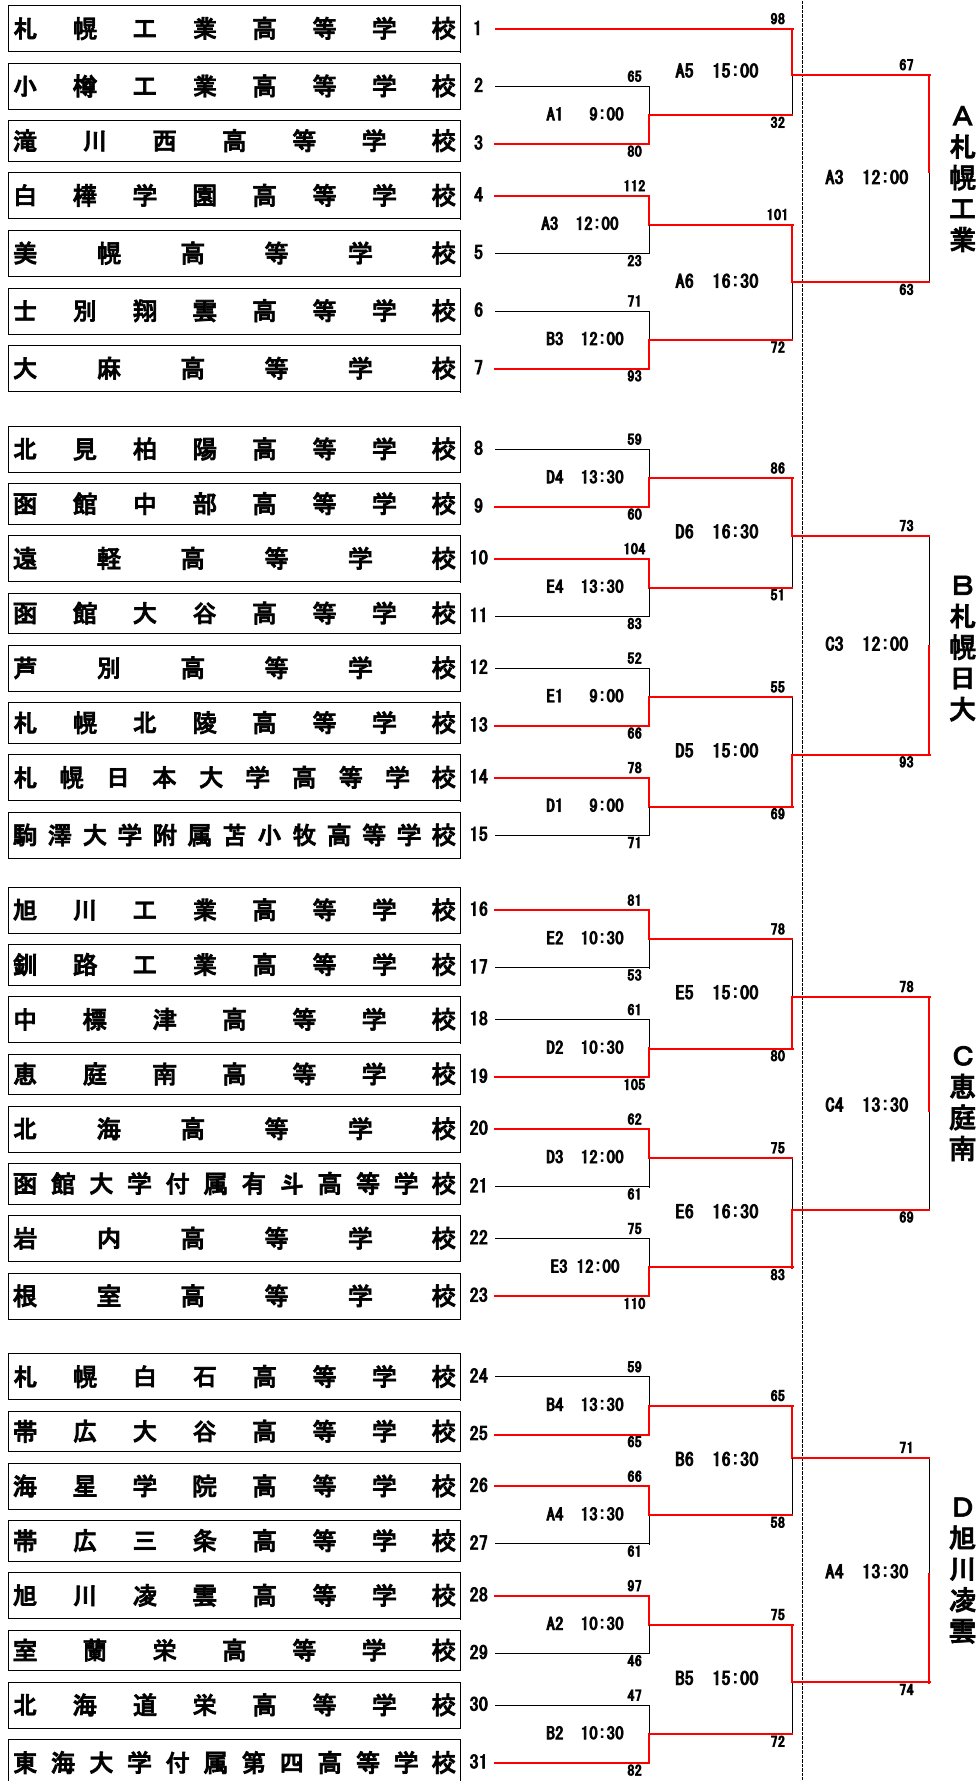 札幌工業高等学校 1
98
小樽工業高等学校 2
65
A1 9:00
滝川西高等学校 3
80
A5 15:00
32
67
白樺学園高等学校 4
112
A3 12:00
美幌高等学校 5
23
101
士別翔雲高等学校 6
71
B3 12:00
大麻高等学校 7
93
A6 16:30
72
A3 12:00
63
A札幌工業
北見柏陽高等学校 8
59
D4 13:30
函館中部高等学校 9
60
86
遠軽高等学校 10
104
E4 13:30
函館大谷高等学校 11
83
D6 16:30
51
73
芦別高等学校 12
52
E1 9:00
札幌北陵高等学校 13
66
55
札幌日本大学高等学校 14
78
D1 9:00
駒澤大学附属苫小牧高等学校 15
71
D5 15:00
69
C3 12:00
93
B札幌日大
旭川工業高等学校 16
81
E2 10:30
釧路工業高等学校 17
53
78
中標津高等学校 18
61
D2 10:30
恵庭南高等学校 19
105
E5 15:00
80
78
北海高等学校 20
62
D3 12:00
函館大学付属有斗高等学校 21
61
75
岩内高等学校 22
75
E3 12:00
根室高等学校 23
110
E6 16:30
83
C4 13:30
69
C恵庭南
札幌白石高等学校 24
59
B4 13:30
帯広大谷高等学校 25
65
65
海星学院高等学校 26
66
A4 13:30
帯広三条高等学校 27
61
B6 16:30
58
71
旭川凌雲高等学校 28
97
A2 10:30
室蘭栄高等学校 29
46
75
北海道栄高等学校 30
47
B2 10:30
東海大学付属第四高等学校 31
82
B5 15:00
72
A4 13:30
74
D旭川凌雲